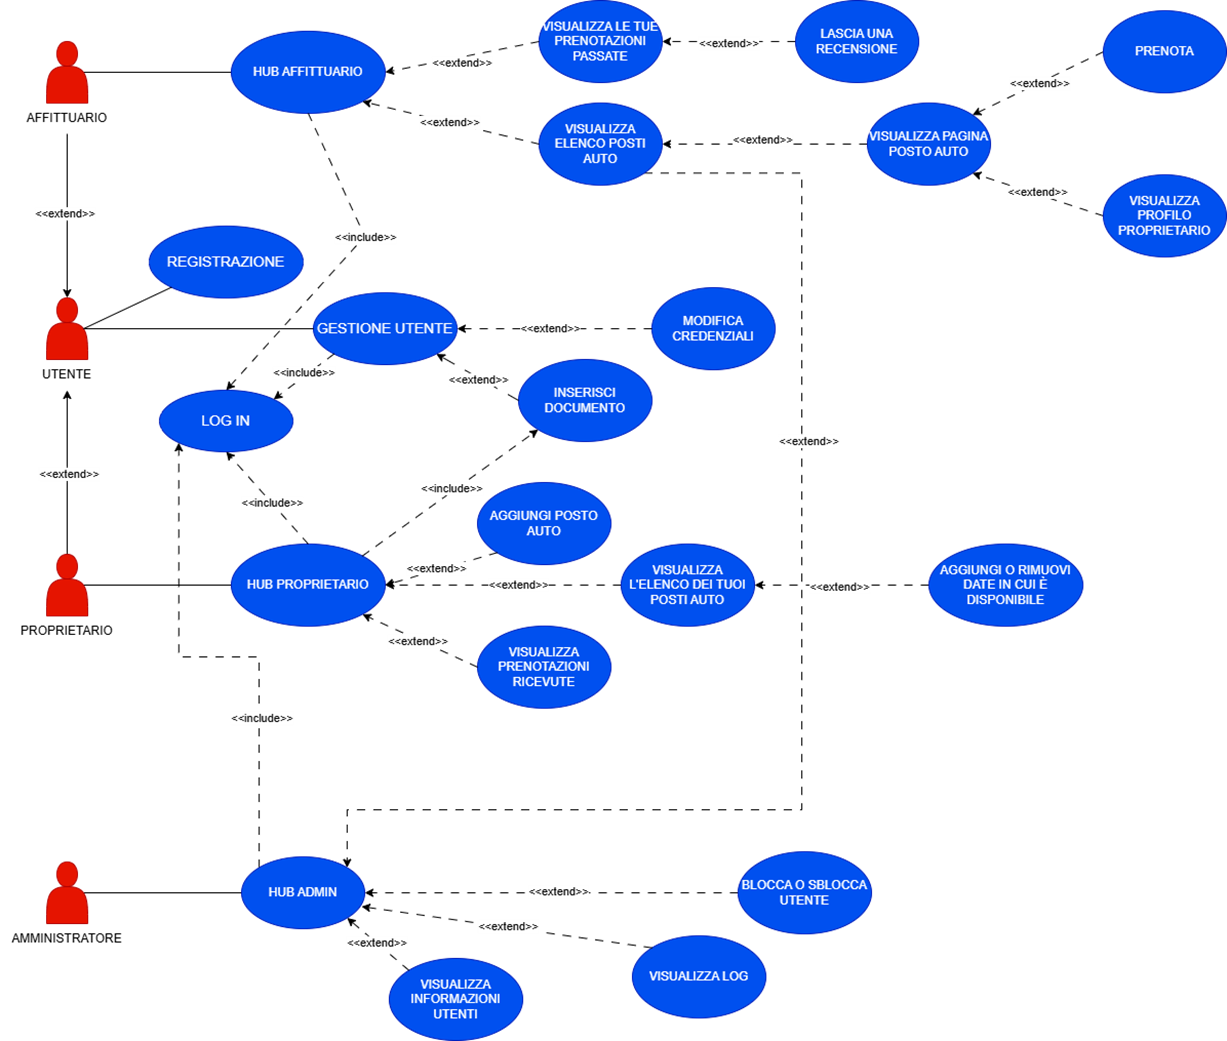 VISUALIZZA LE TUE
PRENOTAZIONI
PASSATE
LASCIA UNA
RECENSIONE
<<extend>>
PRENOTA
HUB AFFITTUARIO
<<extend>>
<<extend>>
AFFITTUARIO
<<extend>>
VISUALIZZA
ELENCO POSTI
AUTO
<<extend>>
VISUALIZZA PAGINA
POSTO AUTO
<<extend>>
VISUALIZZA
PROFILO
PROPRIETARIO
<<extend>>
<<include>>
REGISTRAZIONE
GESTIONE UTENTE
<<extend>>
MODIFICA
CREDENZIALI
UTENTE
<<include>>
<<extend>>
INSERISCI
DOCUMENTO
LOG IN
<<extend>>
<<extend>>
<<include>>
<<include>>
AGGIUNGI POSTO
AUTO
<<extend>>
HUB PROPRIETARIO
<<extend>>
VISUALIZZA
L'ELENCO DEI TUOI
POSTI AUTO
<<extend>>
AGGIUNGI O RIMUOVI
DATE IN CUI È
DISPONIBILE
PROPRIETARIO
<<extend>>
VISUALIZZA
PRENOTAZIONI
RICEVUTE
<<include>>
HUB ADMIN
<<extend>>
BLOCCA O SBLOCCA
UTENTE
AMMINISTRATORE
<<extend>>
<<extend>>
VISUALIZZA LOG
VISUALIZZA
INFORMAZIONI
UTENTI